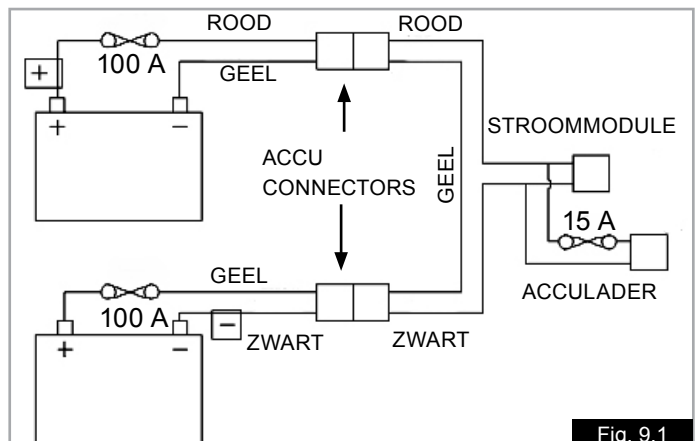 ROOD
ROOD
100 A
+
GEEL
+
−
STROOMMODULE
ACCU
CONNECTORS
GEEL
15 A
GEEL
ACCULADER
100 A
−
ZWART
ZWART
+
−
Fig. 9.1